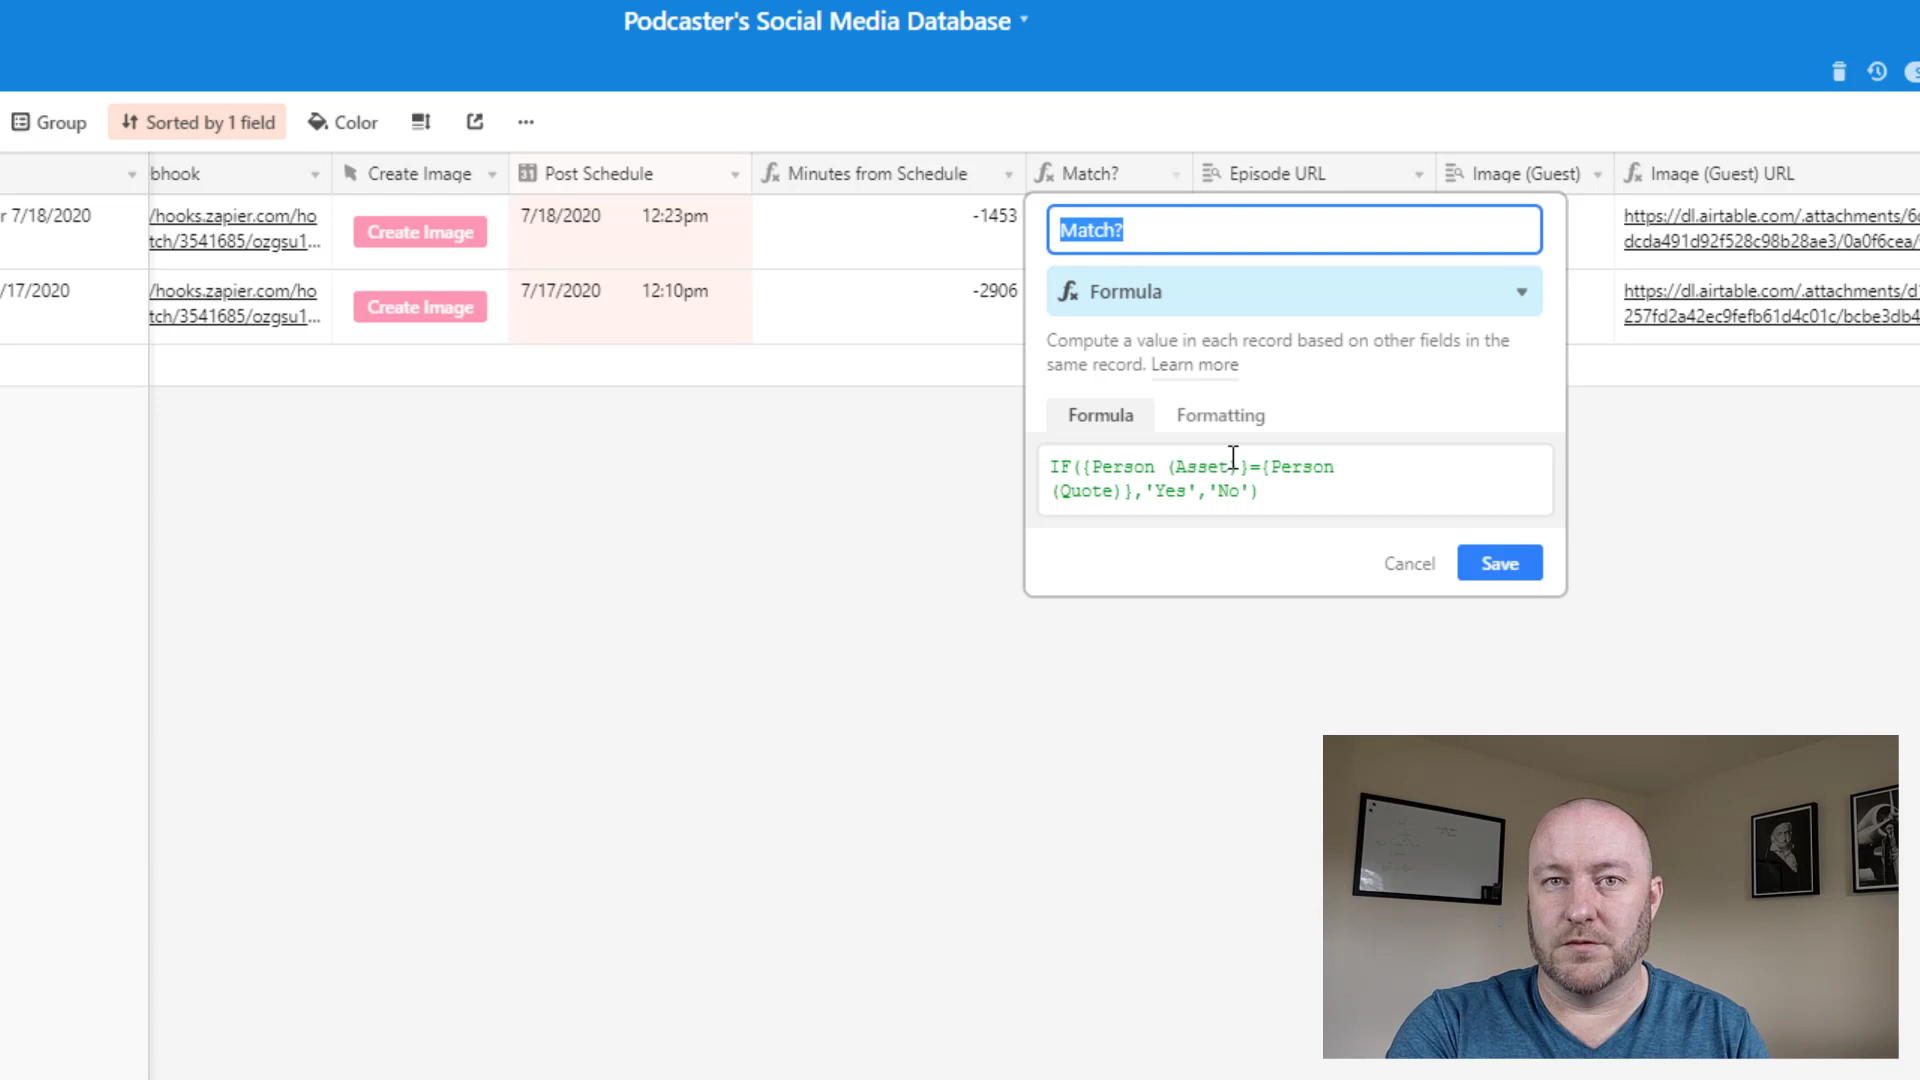 Podcaster's Social Media Database
Group
Sorted by 1 field
Color
bhook
Create Image
Post Schedule
Minutes from Schedule
Match?
Episode URL
Image (Guest)
Image (Guest) URL
r 7/18/2020
/hooks.zapier.com/ho
tch/3541685/ozgsu1...
Create Image
7/18/2020 12:23pm
-1453
https://dl.airtable.com/.attachments/6c
dcda491d92f528c98b28ae3/0a0f6cea/
/17/2020
/hooks.zapier.com/ho
tch/3541685/ozgsu1...
Create Image
7/17/2020 12:10pm
-2906
https://dl.airtable.com/.attachments/d
257fd2a42ec9fefb61d4c01c/bcbe3db4
Match?
Formula
Compute a value in each record based on other fields in the
same record. Learn more
Formula
Formatting
IF({Person (Asset)}={Person
(Quote)},'Yes','No')
Cancel
Save